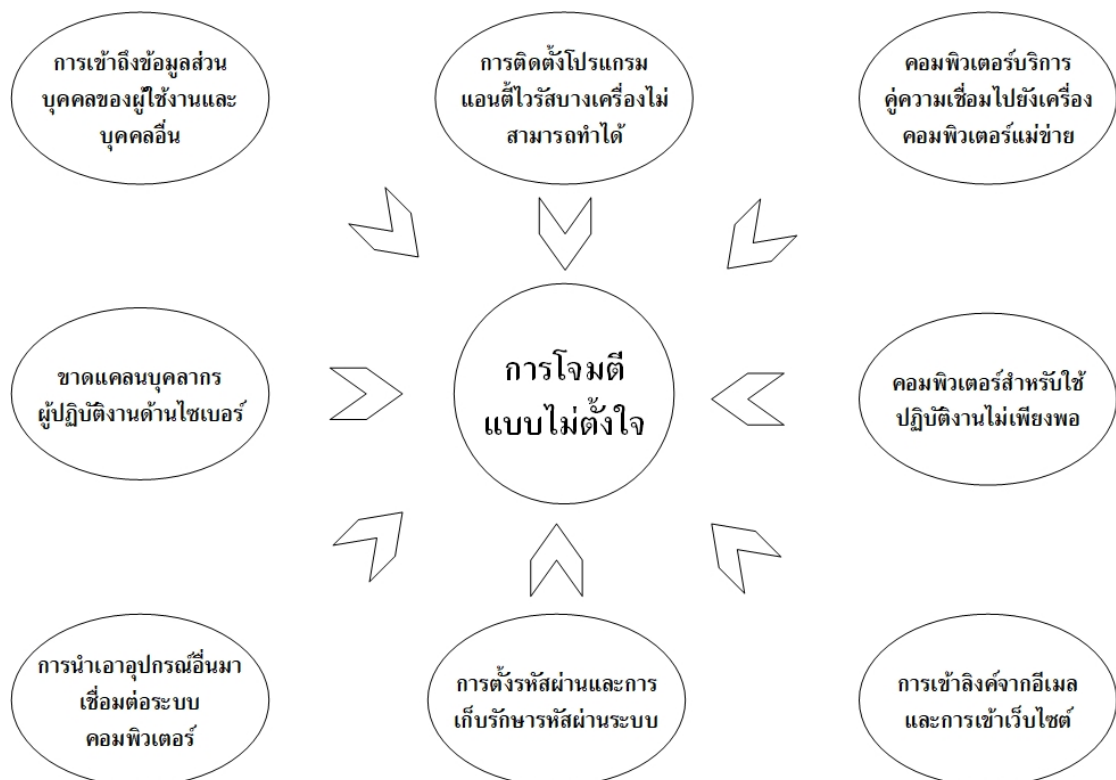 การเข้าถึงข้อมูลส่วน
บุคคลของผู้ใช้งานและ
บุคคลอื่น
การติดตั้งโปรแกรม
แอนตี้ไวรัสบางเครื่องไม่
สามารถทำได้
คอมพิวเตอร์บริการ
คู่ความเชื่อมไปยังเครื่อง
คอมพิวเตอร์แม่ข่าย
ขาดแคลนบุคลากร
ผู้ปฏิบัติงานด้านไซเบอร์
การโจมตี
แบบไม่ตั้งใจ
คอมพิวเตอร์สำหรับใช้
ปฏิบัติงานไม่เพียงพอ
การนำเอาอุปกรณ์อื่นมา
เชื่อมต่อระบบ
คอมพิวเตอร์
การตั้งรหัสผ่านและการ
เก็บรักษารหัสผ่านระบบ
การเข้าลิงค์จากอีเมล
และการเข้าเว็บไซต์